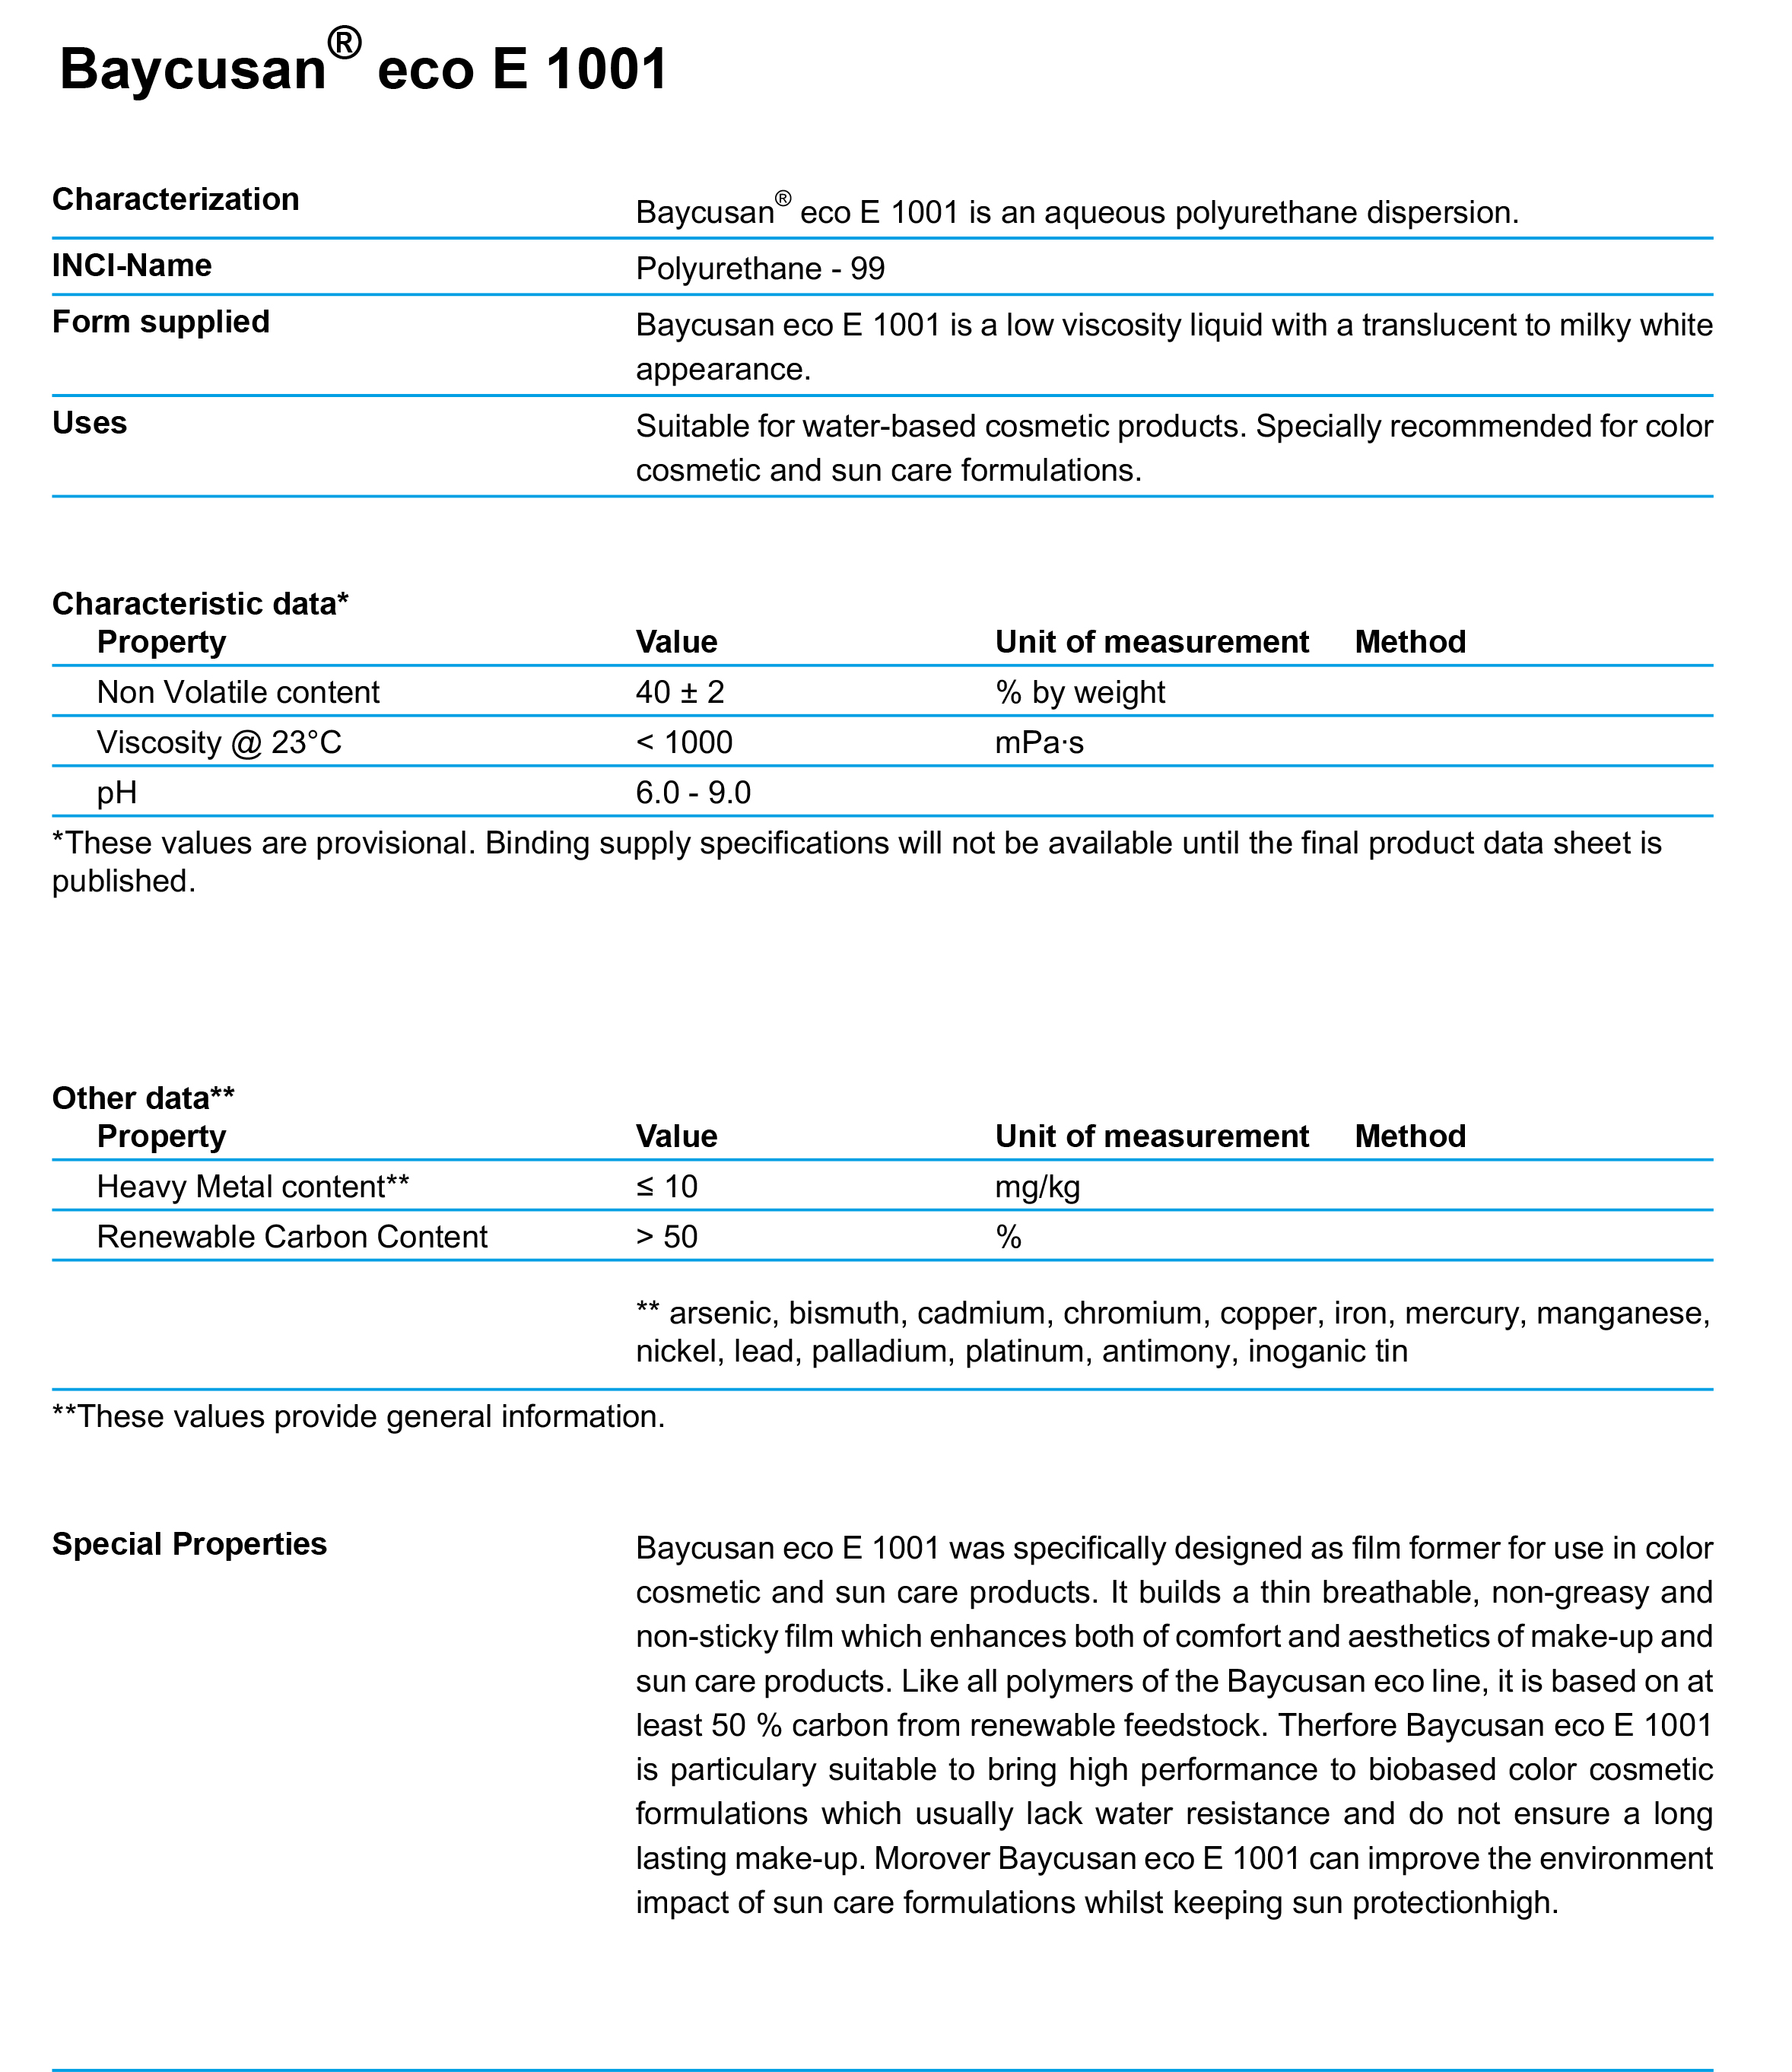 Baycusan® eco E 1001
Characterization
Baycusan® eco E 1001 is an aqueous polyurethane dispersion.
INCI-Name
Polyurethane - 99
Form supplied
Baycusan eco E 1001 is a low viscosity liquid with a translucent to milky white
appearance.
Uses
Suitable for water-based cosmetic products. Specially recommended for color
cosmetic and sun care formulations.
Characteristic data*
Property Value Unit of measurement Method
Non Volatile content 40 ± 2 % by weight
Viscosity @ 23°C < 1000 mPa·s
pH 6.0 - 9.0
*These values are provisional. Binding supply specifications will not be available until the final product data sheet is
published.
Other data**
Property Value Unit of measurement Method
Heavy Metal content** ≤ 10 mg/kg
Renewable Carbon Content > 50 %
** arsenic, bismuth, cadmium, chromium, copper, iron, mercury, manganese,
nickel, lead, palladium, platinum, antimony, inoganic tin
**These values provide general information.
Special Properties
Baycusan eco E 1001 was specifically designed as film former for use in color
cosmetic and sun care products. It builds a thin breathable, non-greasy and
non-sticky film which enhances both of comfort and aesthetics of make-up and
sun care products. Like all polymers of the Baycusan eco line, it is based on at
least 50 % carbon from renewable feedstock. Therfore Baycusan eco E 1001
is particulary suitable to bring high performance to biobased color cosmetic
formulations which usually lack water resistance and do not ensure a long
lasting make-up. Morover Baycusan eco E 1001 can improve the environment
impact of sun care formulations whilst keeping sun protectionhigh.